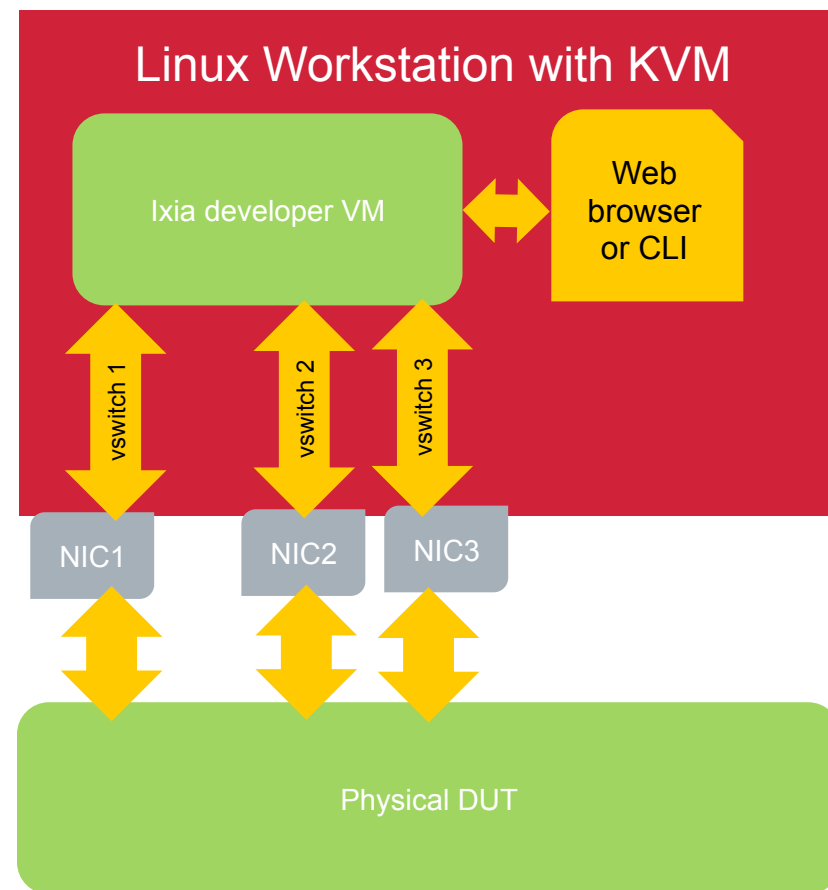 Linux Workstation with KVM
Ixia developer VM
Web
browser
or CLI
vswitch 1
vswitch 2
vswitch 3
NIC1
NIC2
NIC3
Physical DUT